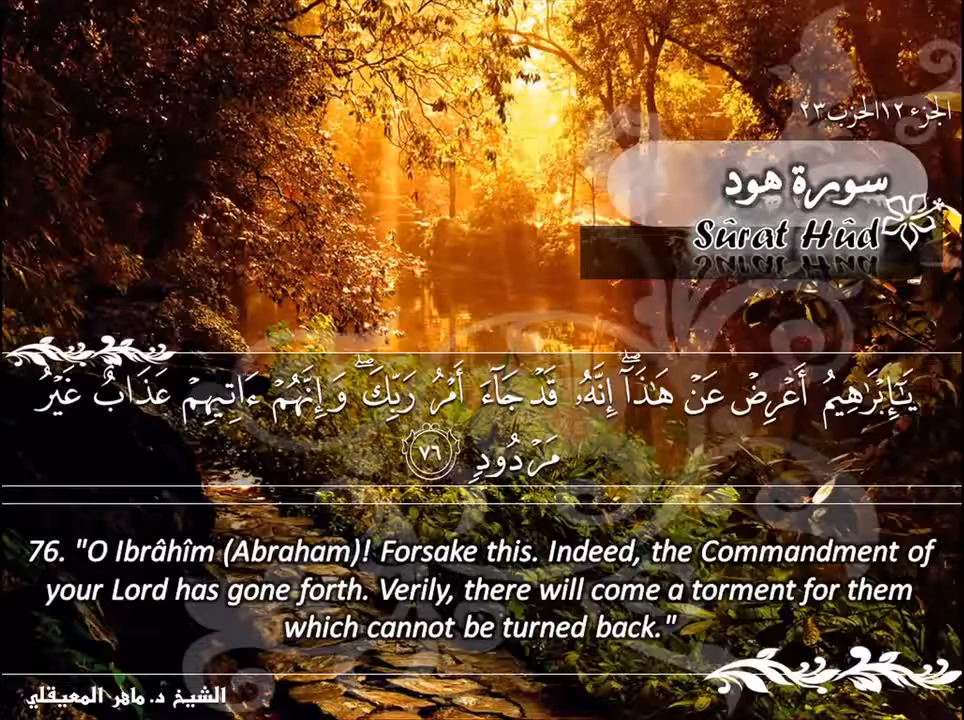 الجزء ١٢ الحزب ٢٣
سورة هود
Sûrat Hûd
يَـٰٓإِبْرَٰهِيمُ أَعْرِضْ عَنْ هَـٰذَآ ۖ إِنَّهُۥ قَدْ جَآءَ أَمْرُ رَبِّكَ ۖ وَإِنَّهُمْ ءَاتِيهِمْ عَذَابٌ غَيْرُ
مَرْدُودٍ ٧٦
76. "O Ibrâhîm (Abraham)! Forsake this. Indeed, the Commandment of
your Lord has gone forth. Verily, there will come a torment for them
which cannot be turned back."
الشيخ د. ماهر المعيقلي